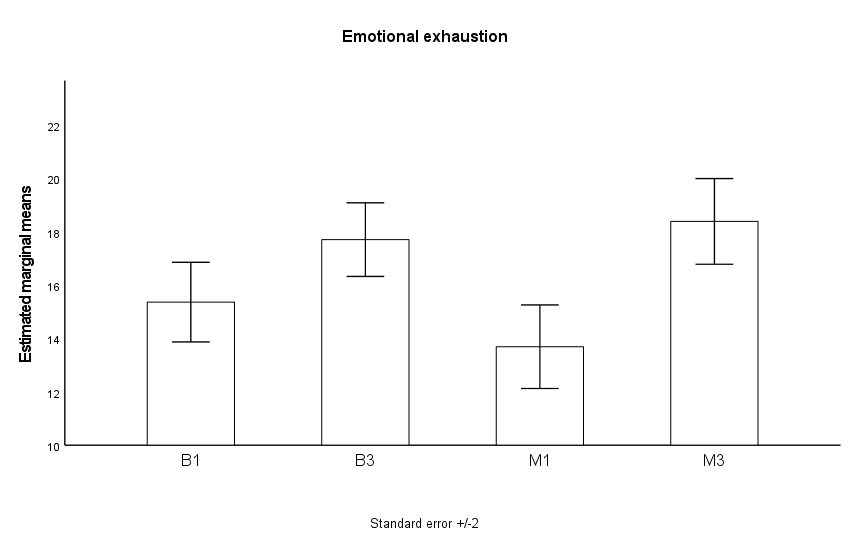 Emotional exhaustion
Estimated marginal means
22
20
18
16
14
12
10
B1 B3 M1 M3
Standard error +/-2